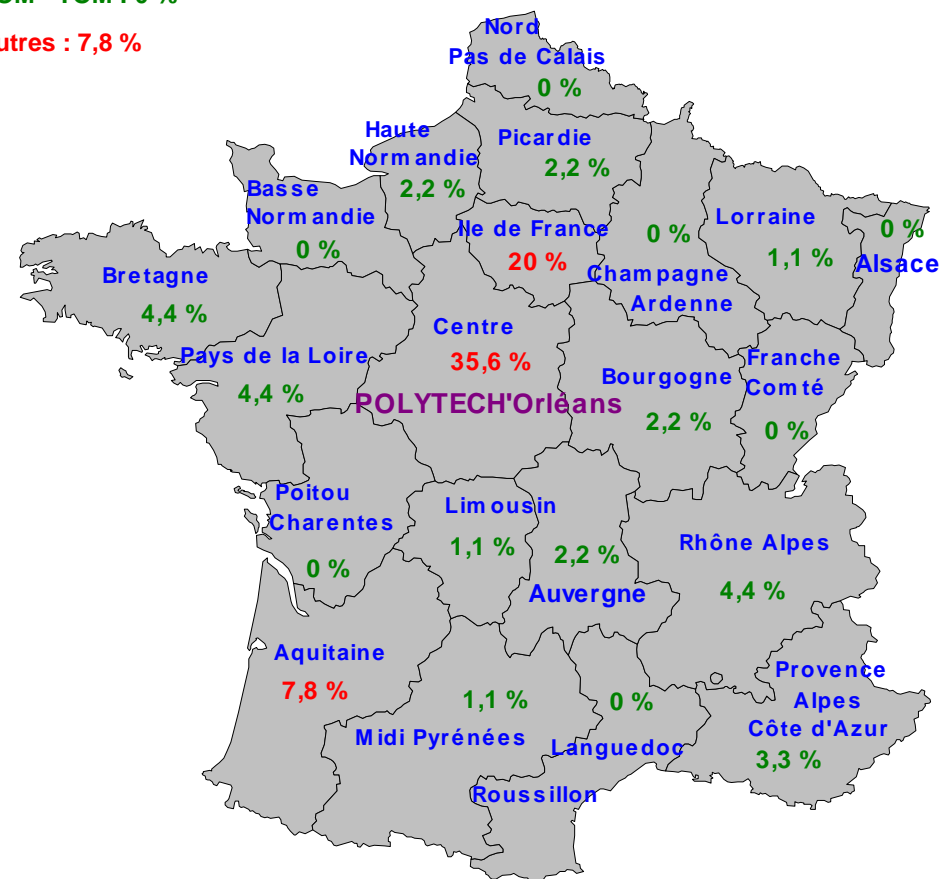 utres : 7,8 %
Nord
Pas de Calais
0 %
Haute
Normandie
2,2 %
Picardie
2,2 %
Basse
Normandie
0 %
Ile de France
20 %
0 %
Champagne
Ardenne
Lorraine
1,1 %
0 %
Alsace
Bretagne
4,4 %
Pays de la Loire
4,4 %
Centre
35,6 %
POLYTECH'Orléans
Bourgogne
2,2 %
Franche
Comté
0 %
Poitou
Charentes
0 %
Limousin
1,1 %
2,2 %
Auvergne
Rhône Alpes
4,4 %
Aquitaine
7,8 %
1,1 %
Midi Pyrénées
0 %
Languedoc
Roussillon
Provence
Alpes
Côte d'Azur
3,3 %